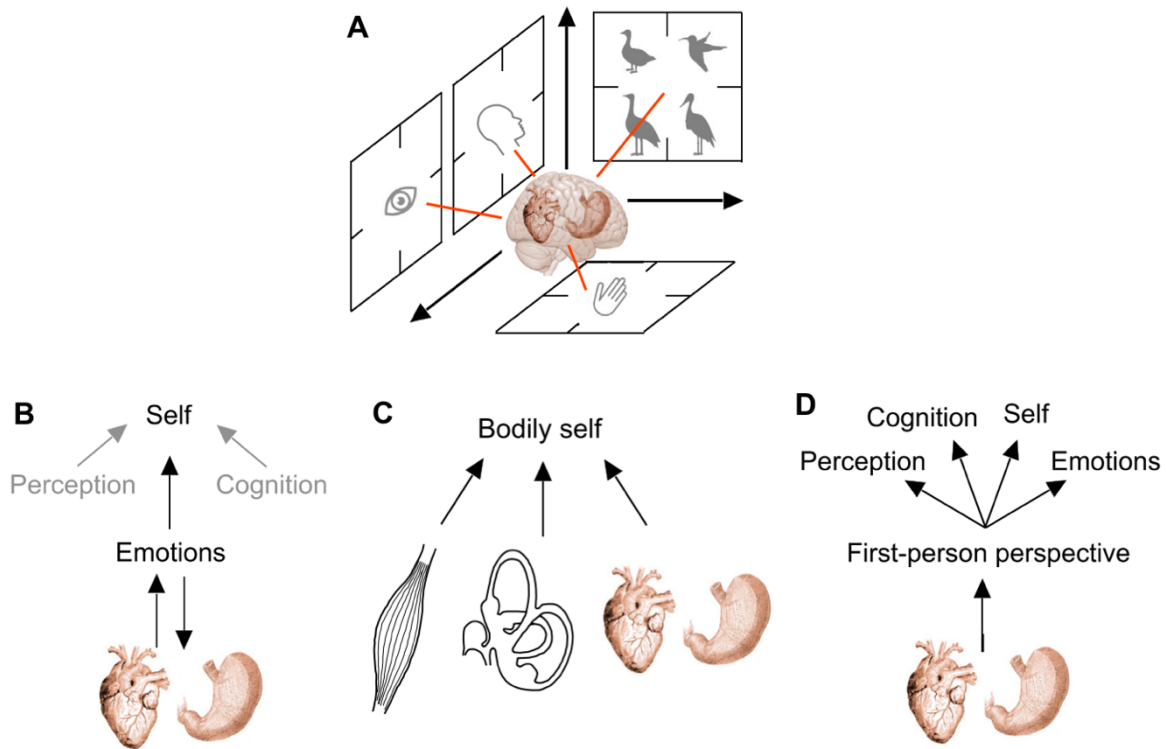 A
B
Self
Perception
Cognition
Emotions
C
Bodily self
D
Cognition
Self
Perception
Emotions
First-person perspective